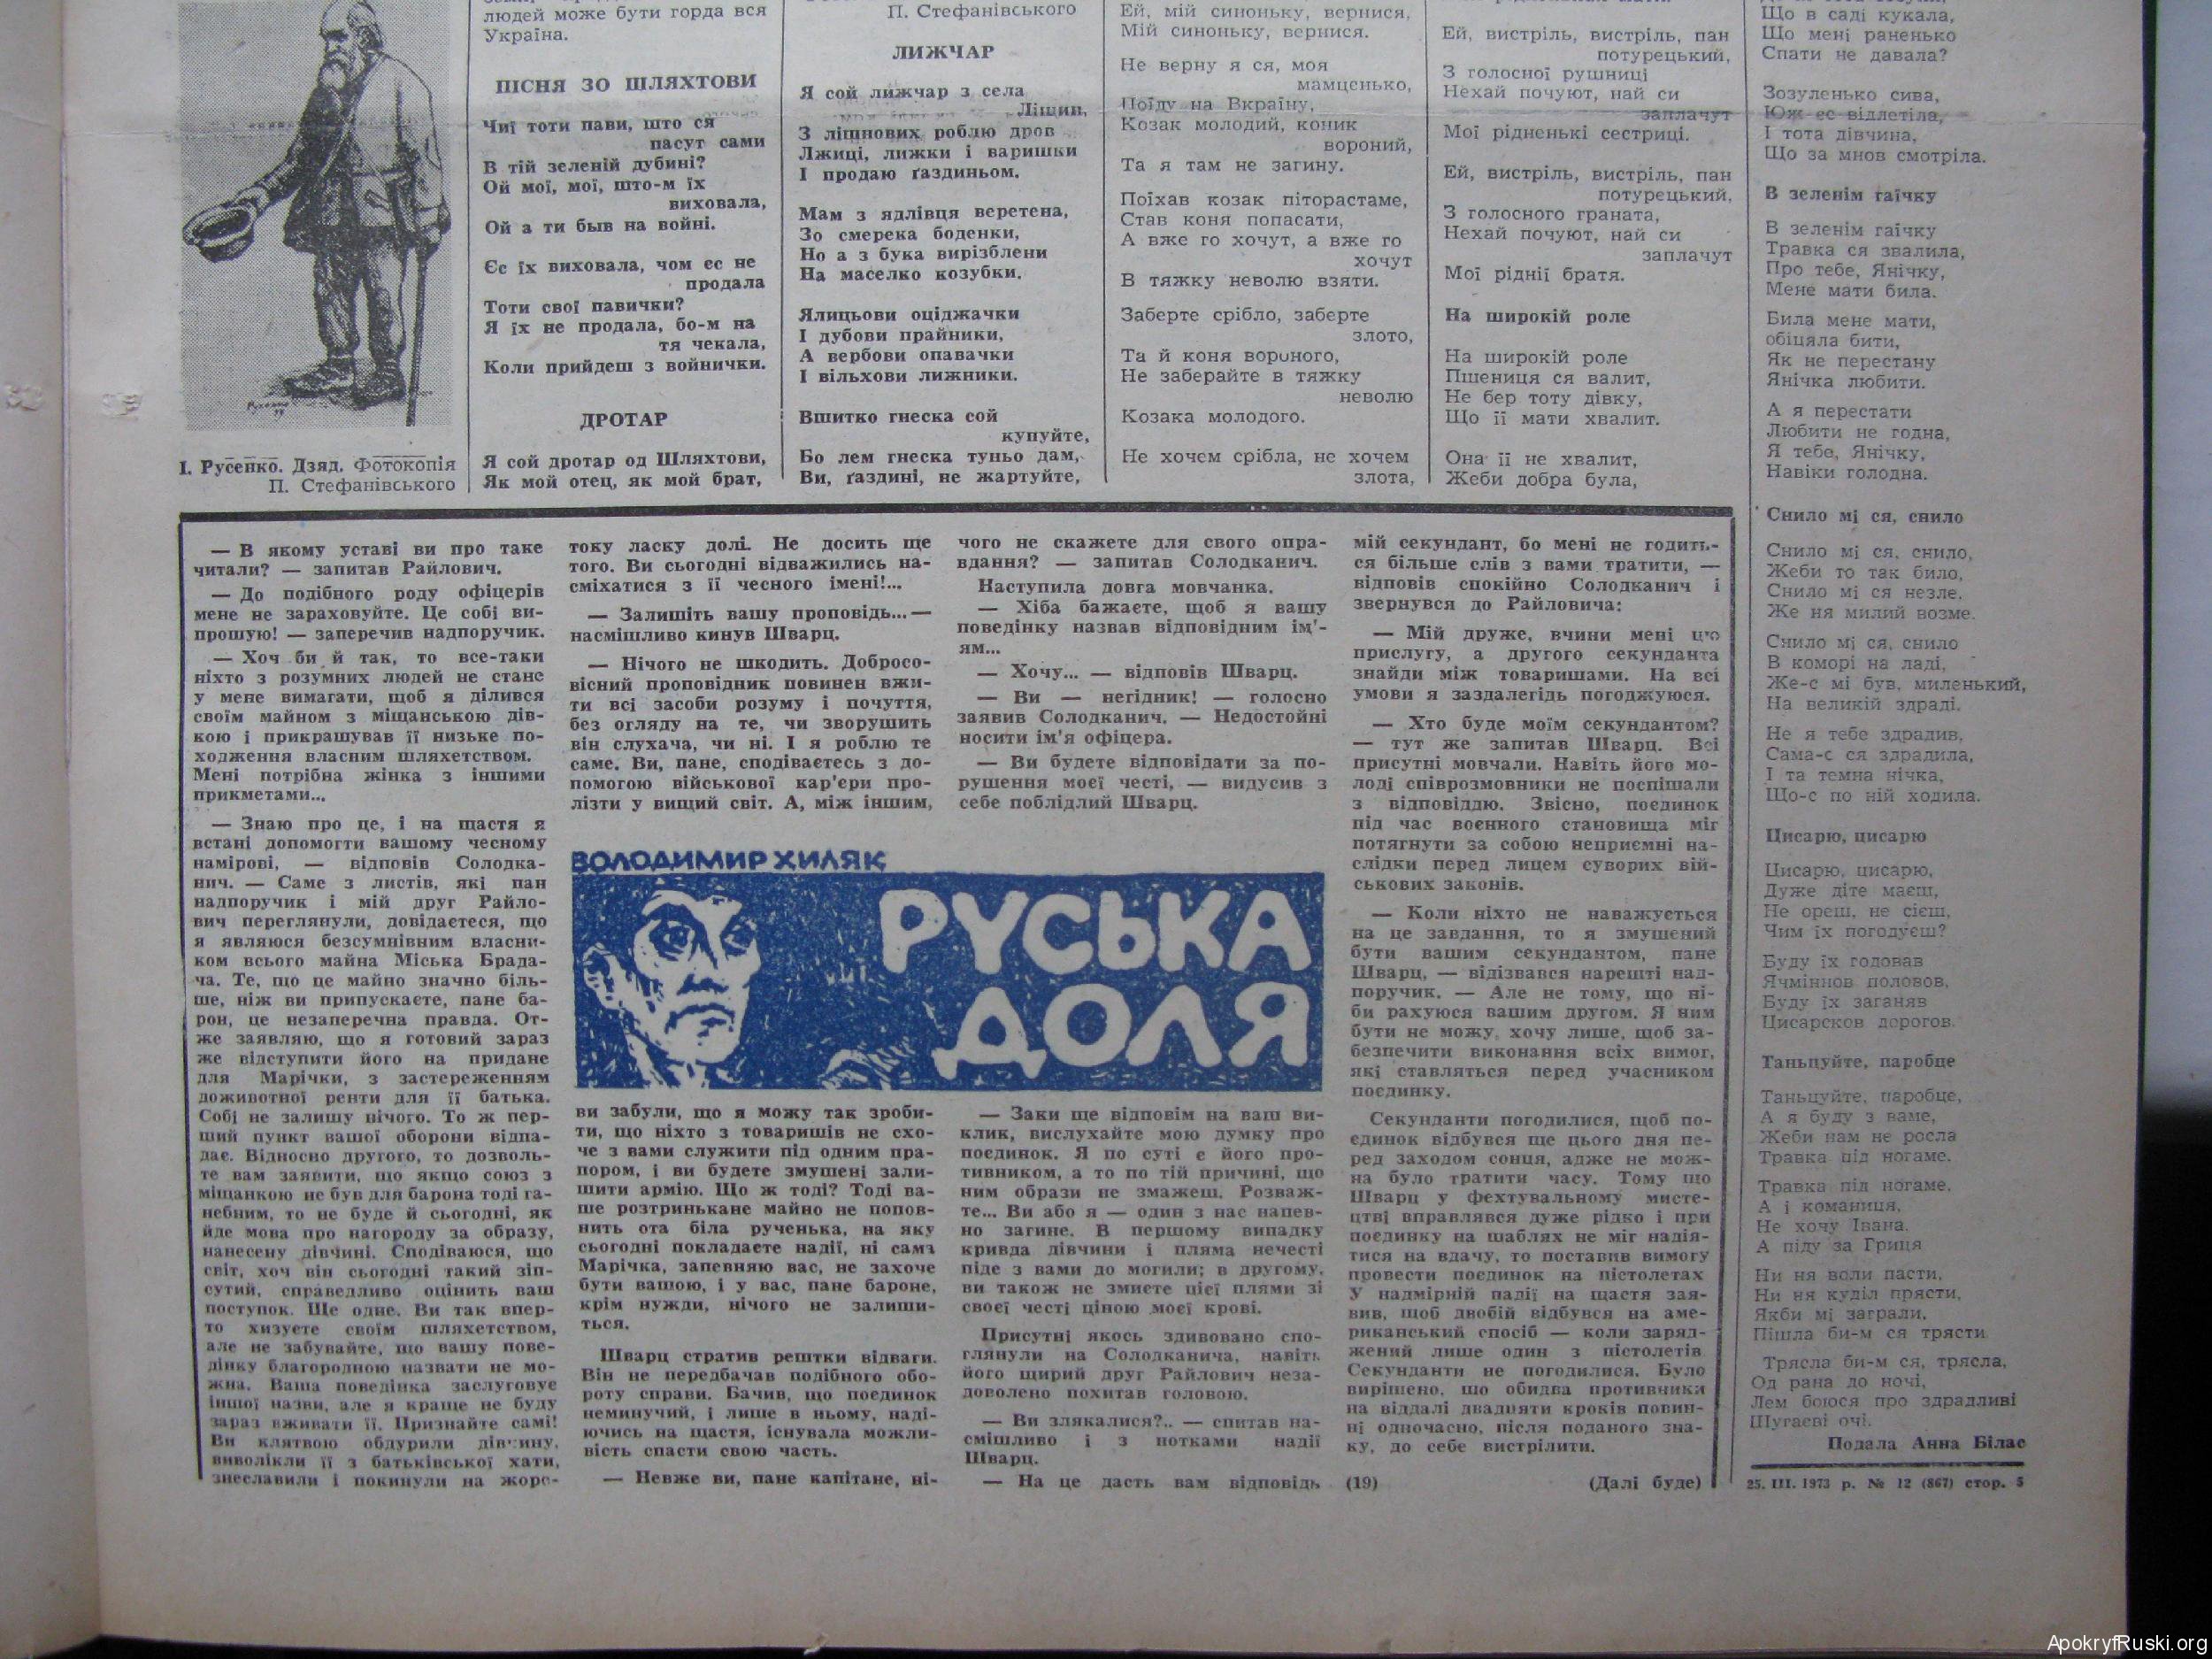 людей може бути горда вся
Україна.
ПІСНЯ ЗО ШЛЯХТОВИ
Чиї тоти пави, што ся
пасут сами
В тій зеленій дубині?
Ой мої, мої, што-м їх
виховала,
Ой а ти быв на войні.
Єс їх виховала, чом єс не
продала
Тоти свої павички?
Я їх не продала, бо-м на
тя чекала,
Коли прийдеш з войнички.
ДРОТАР
Я сой дротар од Шляхтови,
Як мой отец, як мой брат,
І. Русенко. Дзяд. Фотокопія
П. Стефанівського
П. Стефанівського
ЛИЖЧАР
Я сой лижчар з села
Ліщин,
З ліщнових роблю дров
Лжиці, лижки і варишки
І продаю ґаздиньом.
Мам з ядлівця веретена,
Зо смерека боденки,
Но а з бука вирізблени
На маселко козубки.
Ялицьови оціджачки
І дубови прайники,
А вербови опавачки
І вільхови лижники.
Вшитко гнеска сой
купуйте,
Бо лем гнеска туньо дам,
Ви, ґаздині, не жартуйте,
Ей, мій синоньку, вернися,
Мій синоньку, вернися.
Не верну я ся, моя
мамценько,
Поїду на Вкраїну,
Козак молодий, коник
вороний,
Та я там не загину.
Поїхав козак піторастаме,
Став коня попасати,
А вже го хочут, а вже го
хочут
В тяжку неволю взяти.
Заберте срібло, заберте
злото,
Та й коня вороного,
Не заберайте в тяжку
неволю
Козака молодого.
Не хочем срібла, не хочем
злота,
Ей, вистріль, вистріль, пан
потурецький,
З голосної рушниці
Нехай почуют, най си
заплачут
Мої рідненькі сестриці.
Ей, вистріль, вистріль, пан
потурецький,
З голосного граната,
Нехай почуют, най си
заплачут
Мої ріднії братя.
На широкій роле
На широкій роле
Пшениця ся валит,
Не бер тоту дівку,
Що її мати хвалит.
Она її не хвалит,
Жеби добра була,
Що в саді кукала,
Що мені раненько
Спати не давала?
Зозуленько сива,
Юж єс відлетіла,
І тота дівчина,
Що за мнов смотріла.
В зеленім гаїчку
В зеленім гаїчку
Травка ся звалила,
Про тебе, Янічку,
Мене мати била.
Била мене мати,
обіцяла бити,
Як не перестану
Янічка любити.
А я перестати
Любити не годна,
Я тебе, Янічку,
Навіки голодна.
Снило мі ся, снило
Снило мі ся, снило,
Жеби то так било,
Снило мі ся незле.
Же ня милий возме.
Снило мі ся, снило
В коморі на ладі,
Же-с мі був, миленький,
На великій здраді.
Не я тебе здрадив,
Сама-с ся здрадила,
І та темна нічка,
Що-с по ній ходила.
Цисарю, цисарю
Цисарю, цисарю,
Дуже діте маєш,
Не ореш, не сієш,
Чим їх погодуєш?
Буду їх годовав
Ячмінно́в половов,
Буду їх заганяв
Цисарсков дорогов.
Таньцуйте, паробце
Таньцуйте, паробце,
А я буду з ваме,
Жеби нам не росла
Травка під ногаме.
Травка під ногаме,
А і команиця,
Не хочу Івана,
А піду за Гриця
Ни ня воли пасти,
Ни ня куділ прясти,
Якби мі заграли,
Пішла би-м ся трясти
Трясла би-м ся, трясла,
Од рана до ночі,
Лем боюся про здрадливі
Шугаєві очі.
Подала Анна Білас
25. III. 1973 р. № 12 (867) стор. 5
— В якому уставі ви про таке
читали? — запитав Райлович.
— До подібного роду офіцерів
мене не зараховуйте. Це собі ви-
прошую! — заперечив надпоручик.
— Хоч би й так, то все-таки
ніхто з розумних людей не стане
у мене вимагати, щоб я ділився
своїм майном з міщанською дів-
кою і прикрашував її низьке по-
ходження власним шляхетством.
Мені потрібна жінка з іншими
прикметами...
— Знаю про це, і на щастя я
встані допомогти вашому чесному
намірові, — відповів Солодка-
нич. — Саме з листів, які пан
надпоручик і мій друг Райло-
вич переглянули, довідаєтеся, що
я являюся безсумнівним власни-
ком всього майна Міська Брада-
ча. Те, що це майно значно біль-
ше, ніж ви припускаєте, пане ба-
рон, це незаперечна правда. От-
же заявляю, що я готовий зараз
же відступити його на придане
для Марічки, з застереженням
доживотної ренти для її батька.
Собі не залишу нічого. То ж пер-
ший пункт вашої оборони відпа-
дає. Відносно другого, то дозволь-
те вам заявити, що якщо союз з
міщанкою не був для барона тоді га-
небним, то не буде й сьогодні, як
йде мова про нагороду за образу,
нанесену дівчині. Сподіваюся, що
світ, хоч він сьогодні такий зіп-
сутий, справедливо оцінить ваш
поступок. Ще одне. Ви так впер-
то хизуєте своїм шляхетством,
але не забувайте, що вашу пове-
дінку благородною назвати не мо-
жна. Ваша поведінка заслуговує
іншої назви, але я краще не буду
зараз вживати її. Признайте самі!
Ви клятвою обдурили дівчину,
виволікли її з батьківської хати,
знеславили і покинули на жорс-
току ласку долі. Не досить ще
того. Ви сьогодні відважились на-
сміхатися з її чесного імені!...
— Залишіть вашу проповідь... —
насмішливо кинув Шварц.
— Нічого не шкодить. Добросо-
вісний проповідник повинен вжи-
ти всі засоби розуму і почуття,
без огляду на те, чи зворушить
він слухача, чи ні. І я роблю те
саме. Ви, пане, сподіваєтесь з до-
помогою військової кар'єри про-
лізти у вищий світ. А, між іншим,
ВОЛОДИМИР ХИЛЯК
РУСЬКА
ДОЛЯ
ви забули, що я можу так зроби-
ти, що ніхто з товаришів не схо-
че з вами служити під одним пра-
пором, і ви будете змушені зали-
шити армію. Що ж тоді? Тоді ва-
ше розтринькане майно не попов-
нить ота біла рученька, на яку
сьогодні покладаєте надії, ні сама
Марічка, запевняю вас, не захоче
бути вашою, і у вас, пане бароне,
крім нужди, нічого не залиши-
ться.
Шварц стратив рештки відваги.
Він не передбачав подібного обо-
роту справи. Бачив, що поєдинок
неминучий, і лише в ньому, наді-
ючись на щастя, існувала можли-
вість спасти свою часть.
— Невже ви, пане капітане, ні-
чого не скажете для свого опра-
вдання? — запитав Солодканич.
Наступила довга мовчанка.
— Хіба бажаєте, щоб я вашу
поведінку назвав відповідним ім'-
ям...
— Хочу... — відповів Шварц.
— Ви — негідник! — голосно
заявив Солодканич. — Недостойні
носити ім'я офіцера.
— Ви будете відповідати за по-
рушення моєї честі, — видусив з
себе поблідлий Шварц.
— Заки ще відповім на ваш ви-
клик, вислухайте мою думку про
поєдинок. Я по суті є його про-
тивником, а то по тій причині, що
ним образи не змажеш. Розваж-
те... Ви або я — один з нас напев-
но загине. В першому випадку
кривда дівчини і пляма нечесті
піде з вами до могили; в другому,
ви також не змиєте цієї плями зі
своєї честі ціною моєї крові.
Присутні якось здивовано спо-
глянули на Солодканича, навіть
його щирий друг Райлович неза-
доволено похитав головою.
— Ви злякалися?.. — спитав на-
смішливо і з нотками надії
Шварц.
— На це дасть вам відповідь
мій секундант, бо мені не годить-
ся більше слів з вами тратити, —
відповів спокійно Солодканич і
звернувся до Райловича:
— Мій друже, вчини мені цю
прислугу, а другого секунданта
знайди між товаришами. На всі
умови я заздалегідь погоджуюся.
— Хто буде моїм секундантом?
— тут же запитав Шварц. Всі
присутні мовчали. Навіть його мо-
лоді співрозмовники не поспішали
з відповіддю. Звісно, поєдинок
під час воєнного становища міг
потягнути за собою неприємні на-
слідки перед лицем суворих вій-
ськових законів.
— Коли ніхто не наважується
на це завдання, то я змушений
бути вашим секундантом, пане
Шварц, — відізвався нарешті над-
поручик. — Але не тому, що ні-
би рахуюся вашим другом. Я ним
бути не можу, хочу лише, щоб за-
безпечити виконання всіх вимог,
які ставляться перед учасником
поєдинку.
Секунданти погодилися, щоб по-
єдинок відбувся ще цього дня пе-
ред заходом сонця, адже не мож-
на було тратити часу. Тому що
Шварц у фехтувальному мисте-
цтві вправлявся дуже рідко і при
поєдинку на шаблях не міг надія-
тися на вдачу, то поставив вимогу
провести поєдинок на пістолетах
У надмірній надії на щастя зая-
вив, щоб двобій відбувся на аме-
риканський спосіб — коли заряд-
жений лише один з пістолетів.
Секунданти не погодилися. Було
вирішено, що обидва противники
на віддалі двадцяти кроків повин-
ні одночасно, після поданого зна-
ку, до себе вистрілити.
(19) (Далі буде)
ApokryfRuski.org